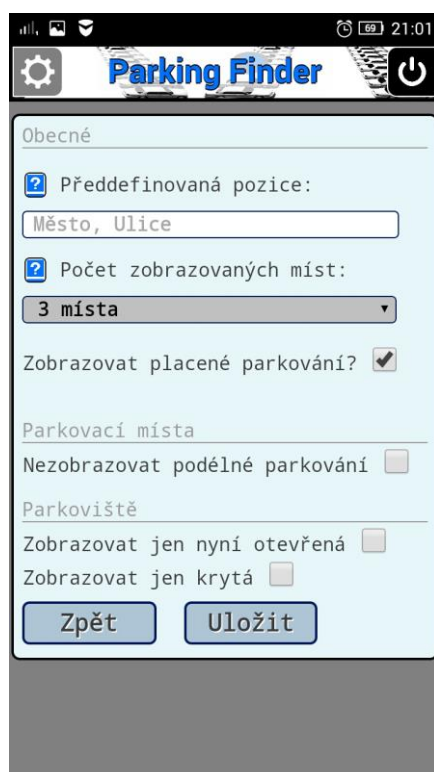 69 21:01
Parking Finder
Obecné
? Předdefinovaná pozice:
Město, Ulice
? Počet zobrazovaných míst:
3 místa
Zobrazovat placené parkování?
Parkovací místa
Nezobrazovat podélné parkování
Parkoviště
Zobrazovat jen nyní otevřená
Zobrazovat jen krytá
Zpět Uložit